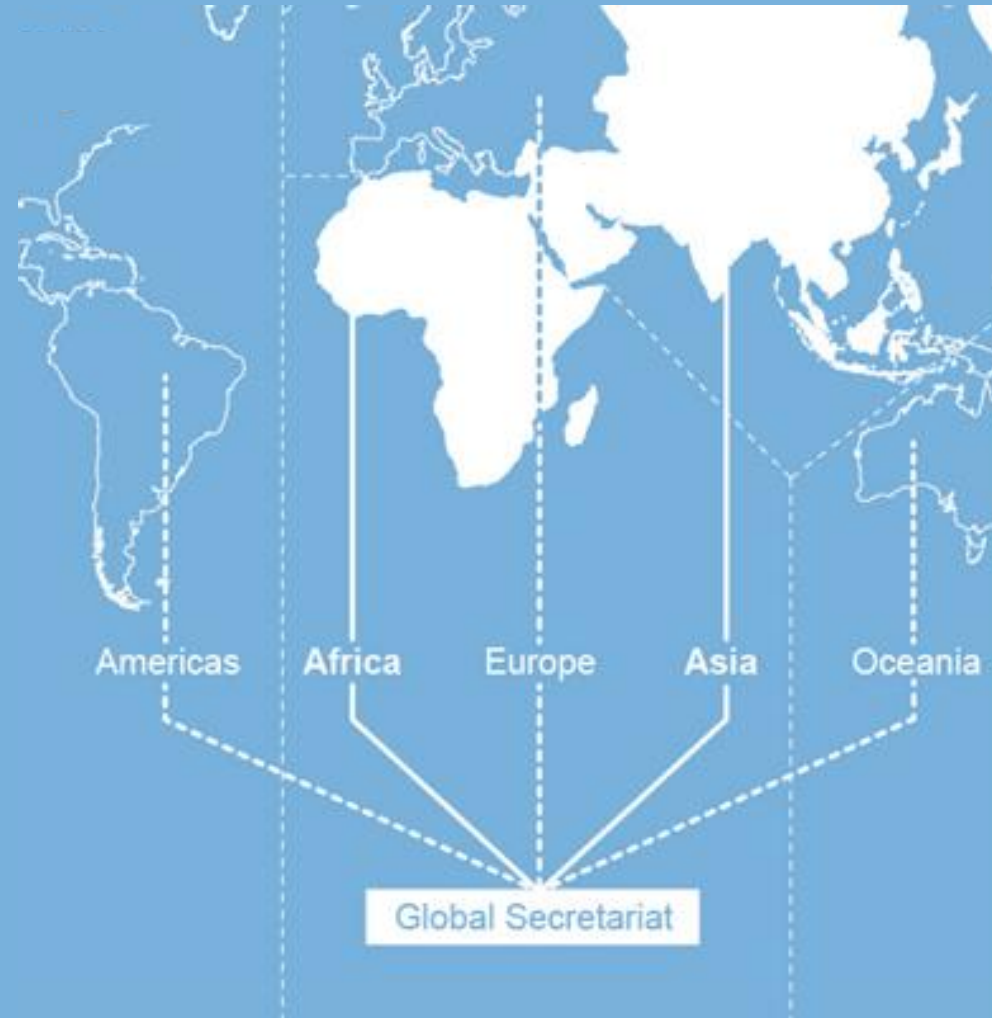 Americas
Africa
Europe
Asia
Oceania
Global Secretariat